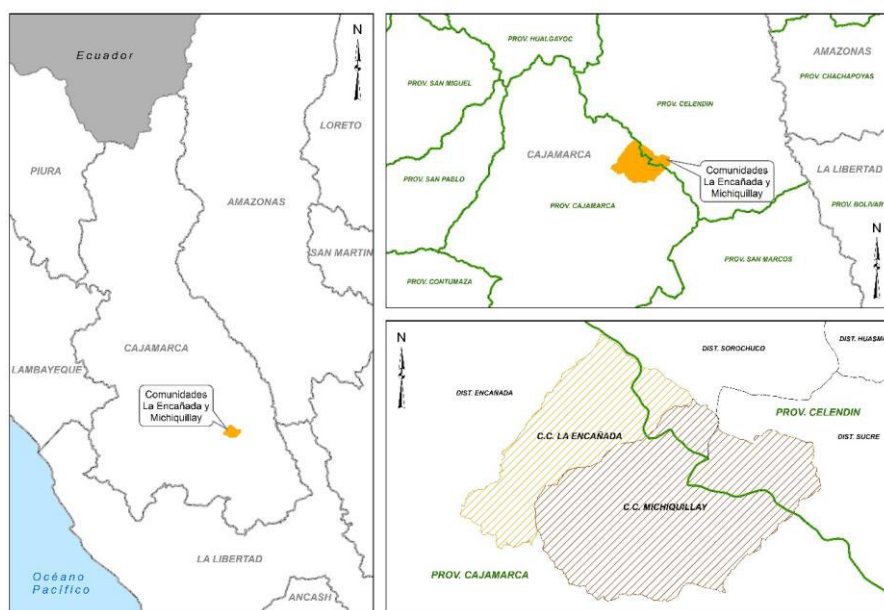 Ecuador
N
LORETO
PIURA
AMAZONAS
SAN MARTIN
CAJAMARCA
LAMBAYEQUE
Comunidades
La Encañada y
Michiquillay
LA LIBERTAD
Océano
Pacífico
ANCASH
N
PROV. HUALGAYOC
AMAZONAS
PROV. CHACHAPOYAS
PROV. SAN MIGUEL
PROV. CELENDIN
CAJAMARCA
Comunidades
La Encañada y
Michiquillay
LA LIBERTAD
PROV. SAN PABLO
PROV. CAJAMARCA
PROV. BOLIVAR
PROV. SAN MARCOS
N
PROV. CONTUMAZA
N
DIST. HUASMI
DIST. SOROCHUCO
DIST. ENCAÑADA
PROV. CELENDIN
C.C. LA ENCAÑADA
DIST. SUCRE
C.C. MICHIQUILLAY
PROV. CAJAMARCA